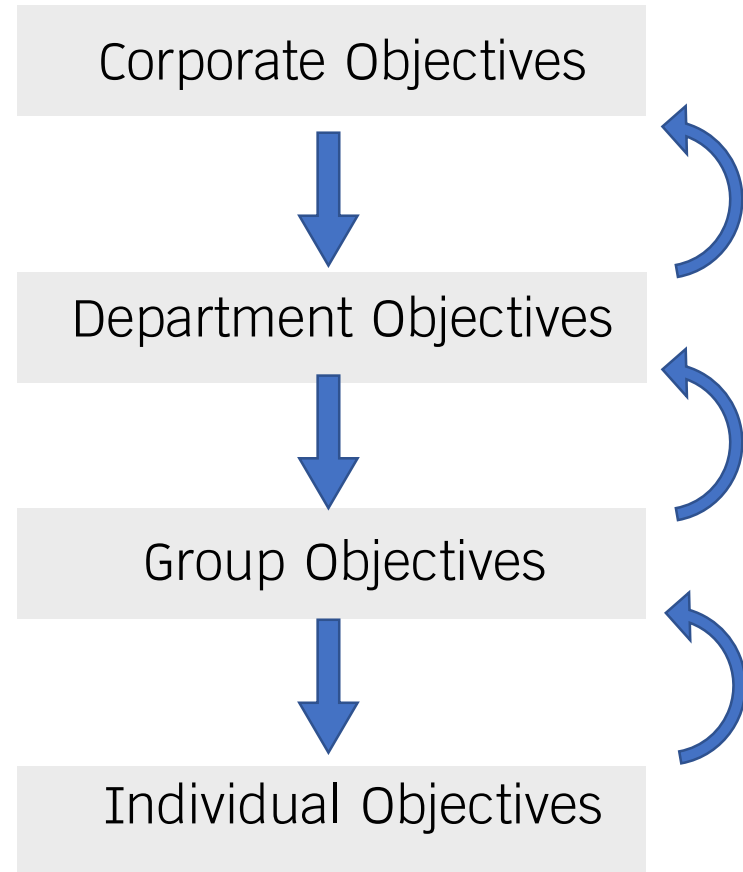 Corporate Objectives
Department Objectives
Group Objectives
Individual Objectives